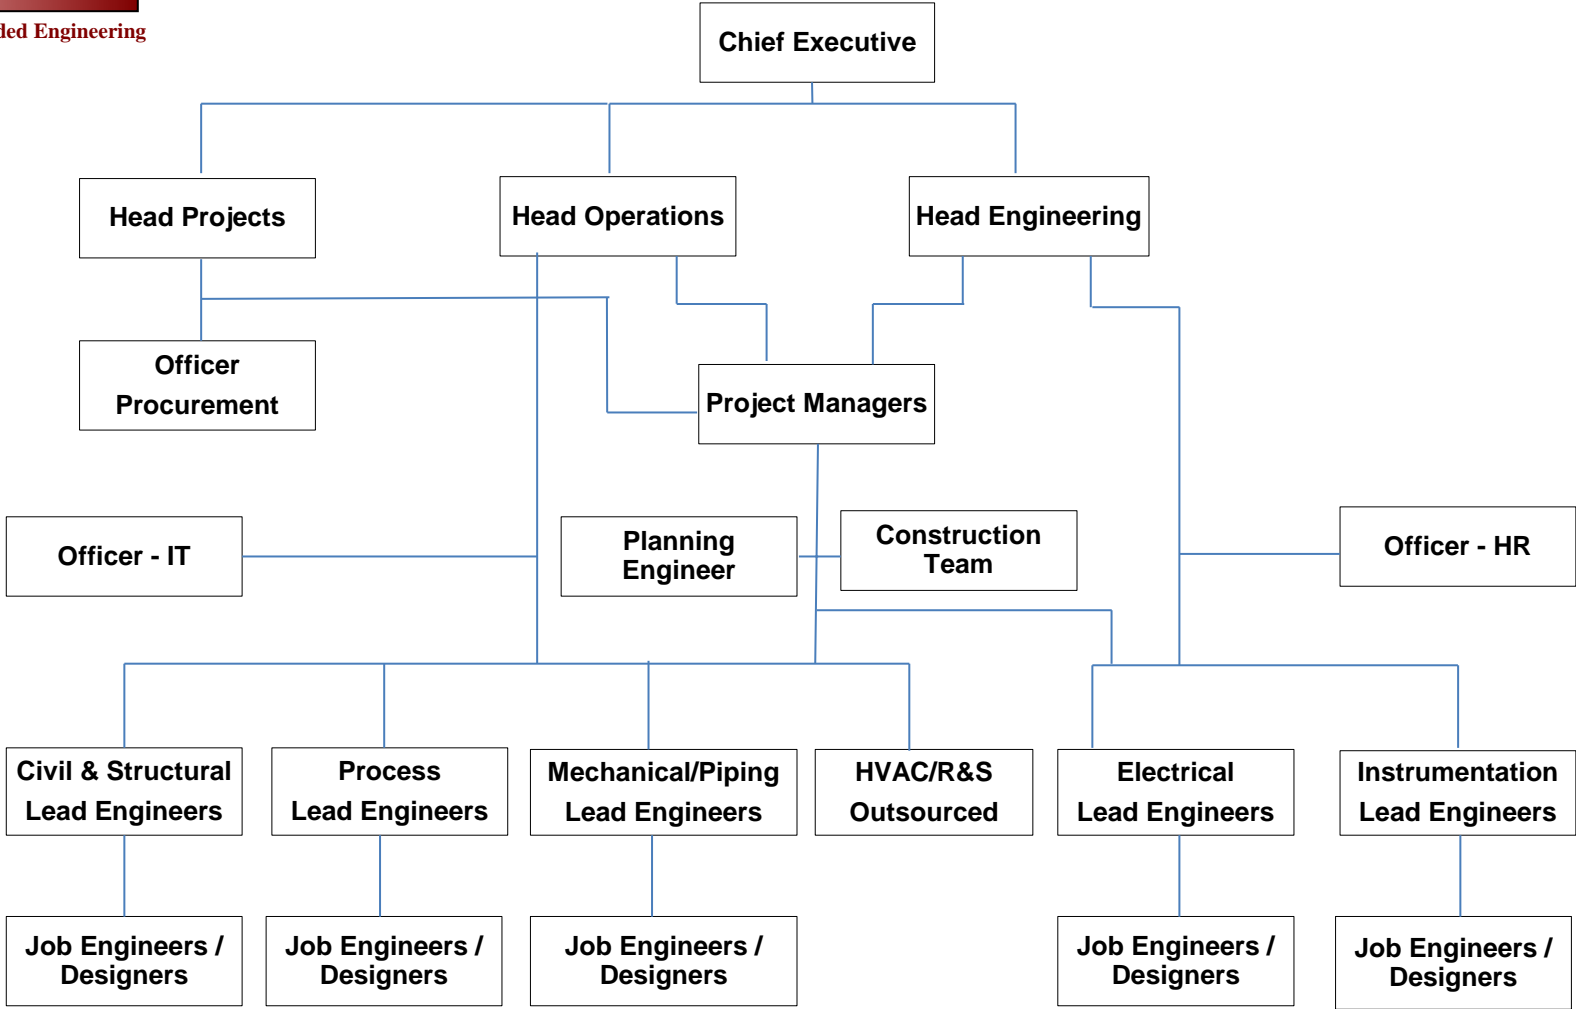 Engineering
Chief Executive
Head Projects
Head Operations
Head Engineering
Officer
Procurement
Project Managers
Officer - IT
Planning
Engineer
Construction
Team
Officer - HR
Civil & Structural
Lead Engineers
Process
Lead Engineers
Mechanical/Piping
Lead Engineers
HVAC/R&S
Outsourced
Electrical
Lead Engineers
Instrumentation
Lead Engineers
Job Engineers /
Designers
Job Engineers /
Designers
Job Engineers /
Designers
Job Engineers /
Designers
Job Engineers /
Designers